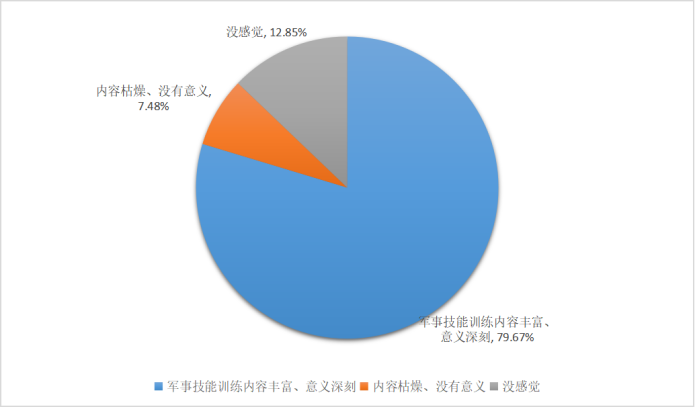 没感觉, 12.85%
内容枯燥、没有意义,
7.48%
军事技能训练内容丰富、
意义深刻, 79.67%
军事技能训练内容丰富、意义深刻 内容枯燥、没有意义 没感觉